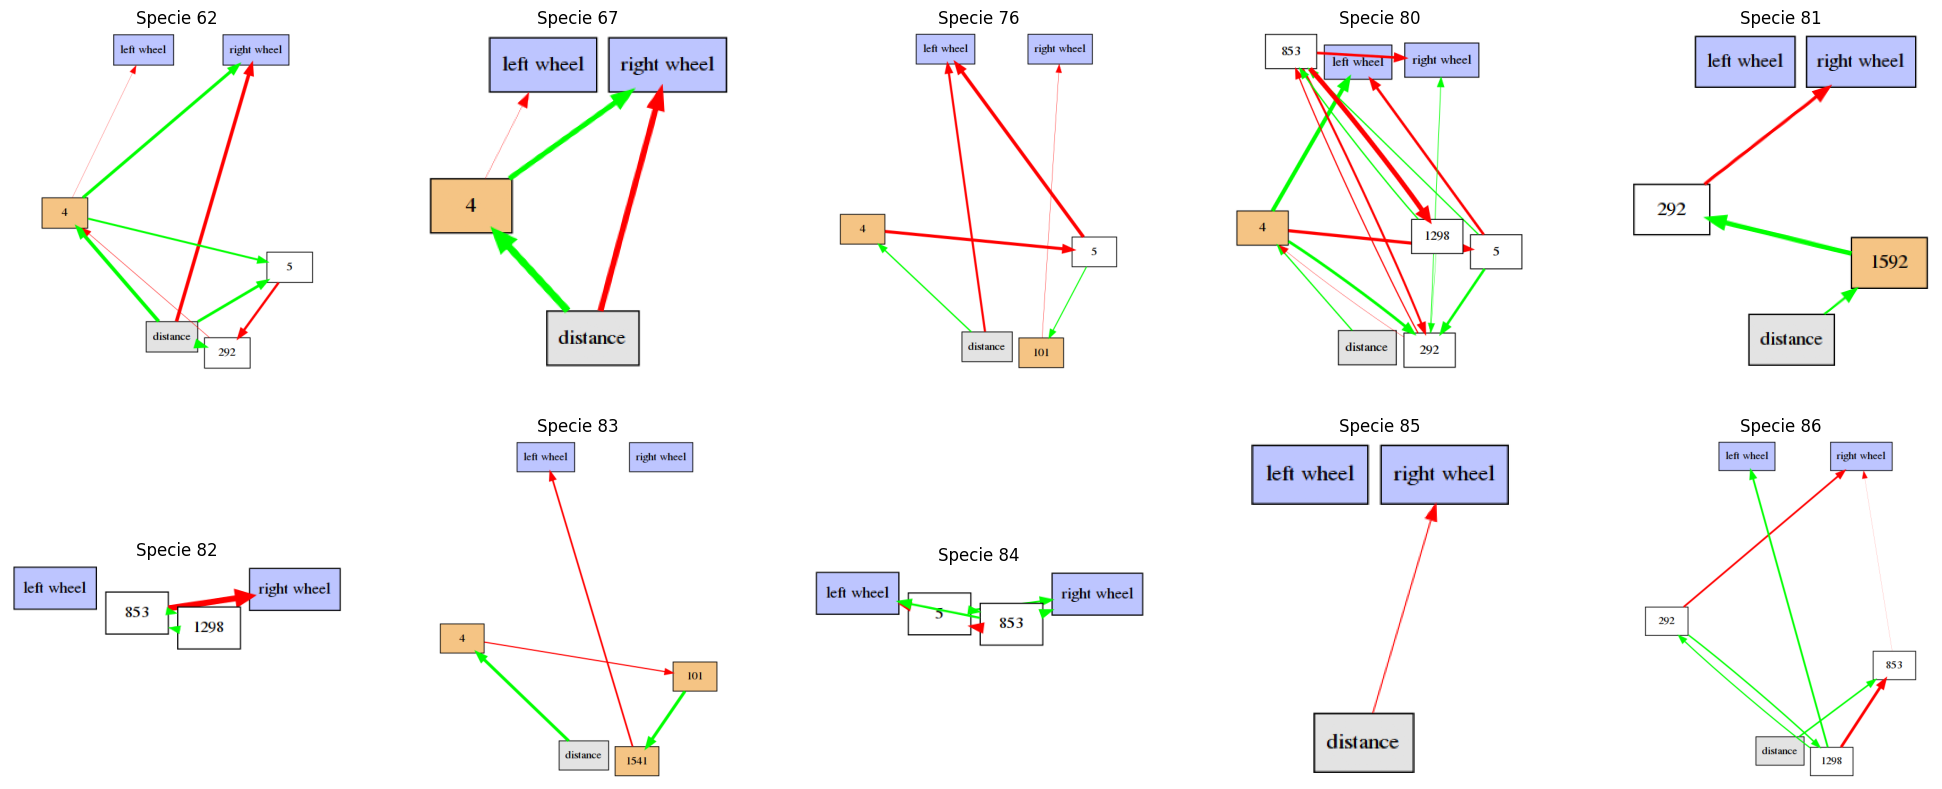 Specie 62
left wheel
right wheel
4
5
distance
292
Specie 67
left wheel
right wheel
4
distance
Specie 76
left wheel
right wheel
4
5
distance
101
Specie 80
853
left wheel
right wheel
4
1298
5
distance
292
Specie 81
left wheel
right wheel
292
1592
distance
Specie 82
left wheel
right wheel
853
1298
Specie 83
left wheel
right wheel
4
101
distance
1541
Specie 84
left wheel
right wheel
5
853
Specie 85
left wheel
right wheel
distance
Specie 86
left wheel
right wheel
292
853
distance
1298